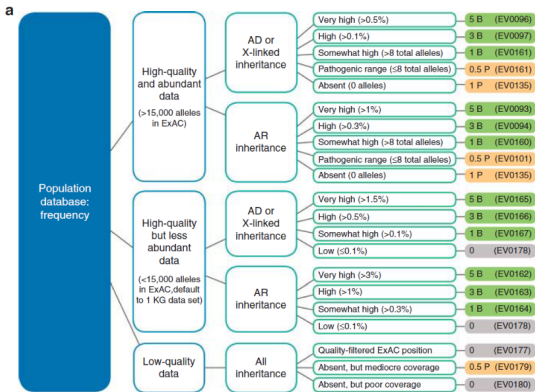 a
Population
database:
frequency
High-quality
and abundant
data
(>15,000 alleles
in ExAC)
AD or
X-linked
inheritance
Very high (>0.5%) 5 B (EV0096)
High (>0.1%) 3 B (EV0097)
Somewhat high (>8 total alleles) 1 B (EV0161)
Pathogenic range (≤8 total alleles) 0.5 P (EV0161)
Absent (0 alleles) 1 P (EV0135)
AR
inheritance
Very high (>1%) 5 B (EV0093)
High (>0.3%) 3 B (EV0094)
Somewhat high (>8 total alleles) 1 B (EV0160)
Pathogenic range (≤8 total alleles) 0.5 P (EV0101)
Absent (0 alleles) 1 P (EV0135)
High-quality
but less
abundant
data
(<15,000 alleles
in ExAC,default
to 1 KG data set)
AD or
X-linked
inheritance
Very high (>1.5%) 5 B (EV0165)
High (>0.5%) 3 B (EV0166)
Somewhat high (>0.1%) 1 B (EV0167)
Low (≤0.1%) 0 (EV0178)
AR
inheritance
Very high (>3%) 5 B (EV0162)
High (>1%) 3 B (EV0163)
Somewhat high (>0.3%) 1 B (EV0164)
Low (≤0.1%) 0 (EV0178)
Low-quality
data
All
inheritance
Quality-filtered ExAC position 0 (EV0177)
Absent, but mediocre coverage 0.5 P (EV0179)
Absent, but poor coverage 0 (EV0180)